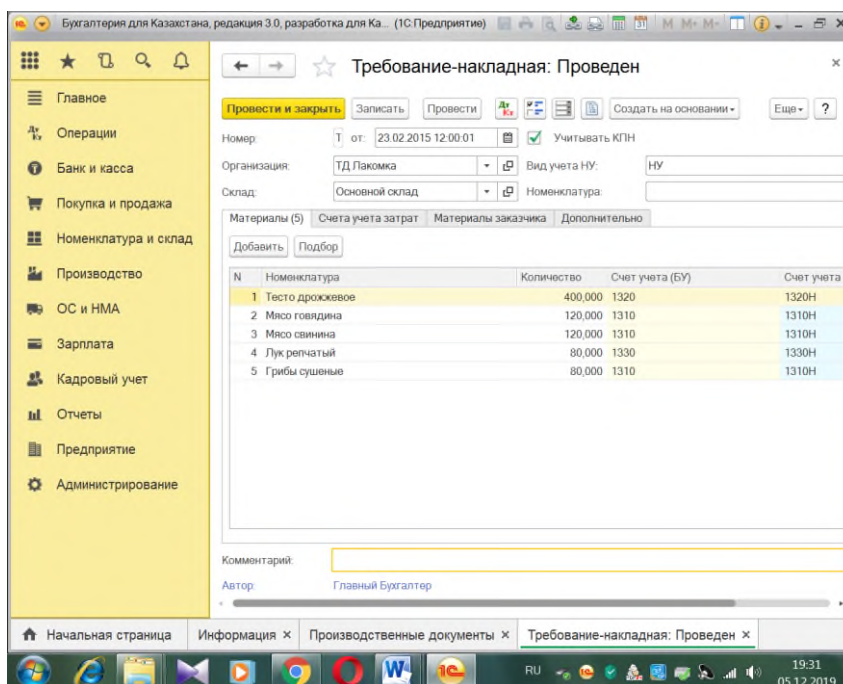 Бухгалтерия для Казахстана, редакция 3.0, разработка для Ка... (1С:Предприятие) M M+ M-
Требование-накладная: Проведен
Главное
Операции
Банк и касса
Покупка и продажа
Номенклатура и склад
Производство
ОС и НМА
Зарплата
Кадровый учет
Отчеты
Предприятие
Администрирование
Провести и закрыть Записать Провести Дт Кт Создать на основании Еще ?
Номер: Т от: 23.02.2015 12:00:01 Учитывать КПН
Организация: ТД Лакомка Вид учета НУ: НУ
Склад: Основной склад Номенклатура:
Материалы (5) Счета учета затрат Материалы заказчика Дополнительно
Добавить Подбор
N Номенклатура Количество Счет учета (БУ) Счет учета
1 Тесто дрожжевое 400,000 1320 1320Н
2 Мясо говядина 120,000 1310 1310Н
3 Мясо свинина 120,000 1310 1310Н
4 Лук репчатый 80,000 1330 1330Н
5 Грибы сушеные 80,000 1310 1310Н
Комментарий:
Автор: Главный Бухгалтер
Начальная страница Информация × Производственные документы × Требование-накладная: Проведен ×
RU 19:31
05.12.2019